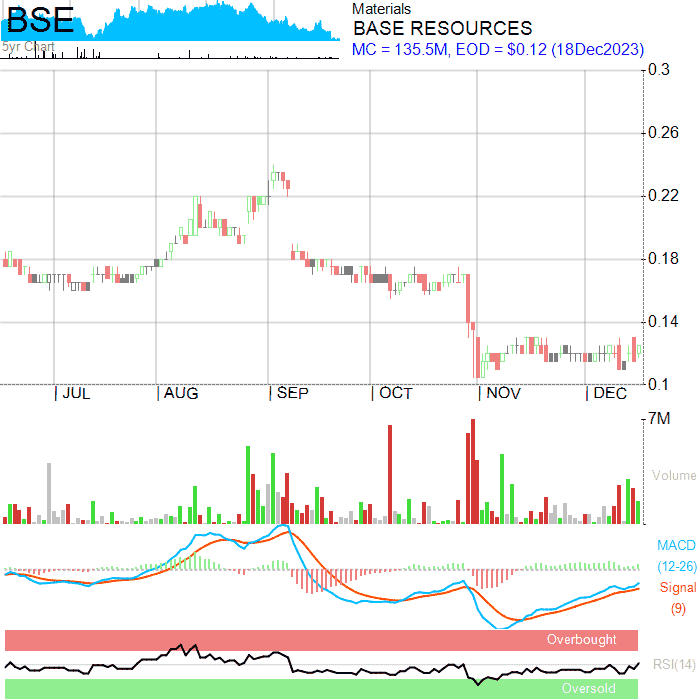 BSE
5yr Chart
Materials
BASE RESOURCES
MC = 135.5M, EOD = $0.12 (18Dec2023)
0.3
0.26
0.22
0.18
0.14
0.1
JUL AUG SEP OCT NOV DEC
7M
Volume
MACD
(12-26)
Signal
(9)
Overbought
RSI(14)
Oversold